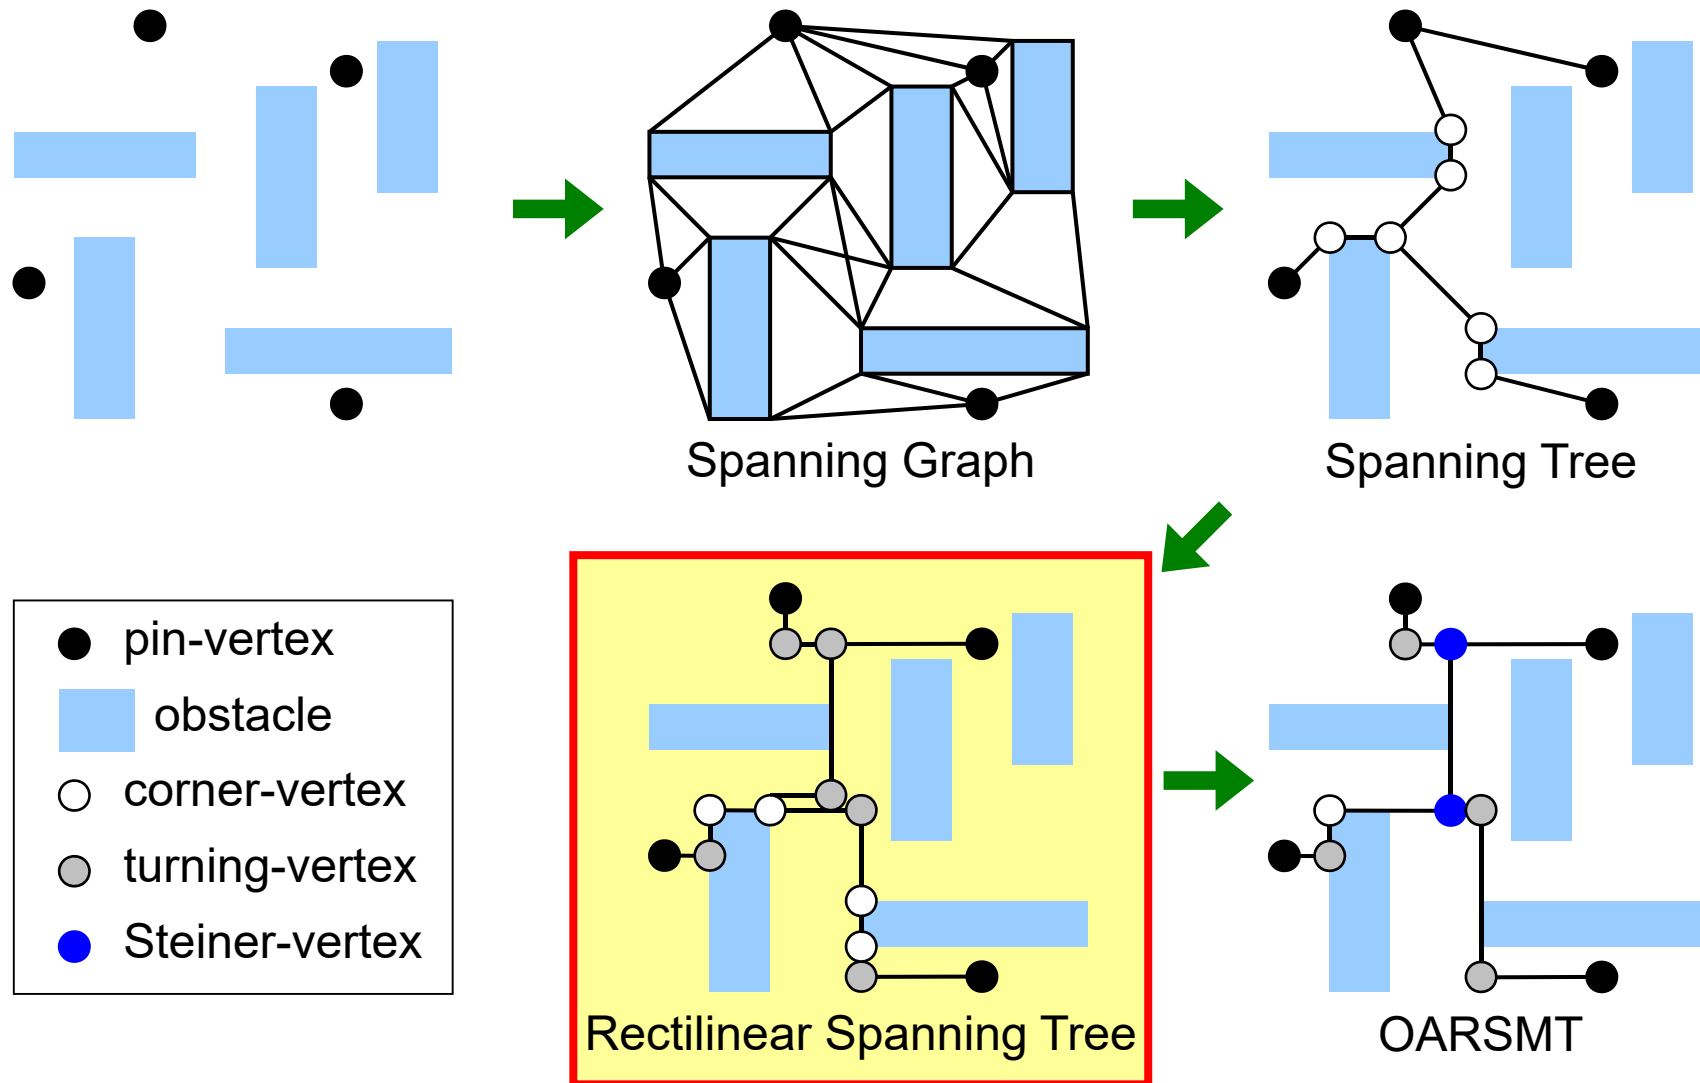 Spanning Graph
Spanning Tree
pin-vertex
obstacle
corner-vertex
turning-vertex
Steiner-vertex
Rectilinear Spanning Tree
OARSMT